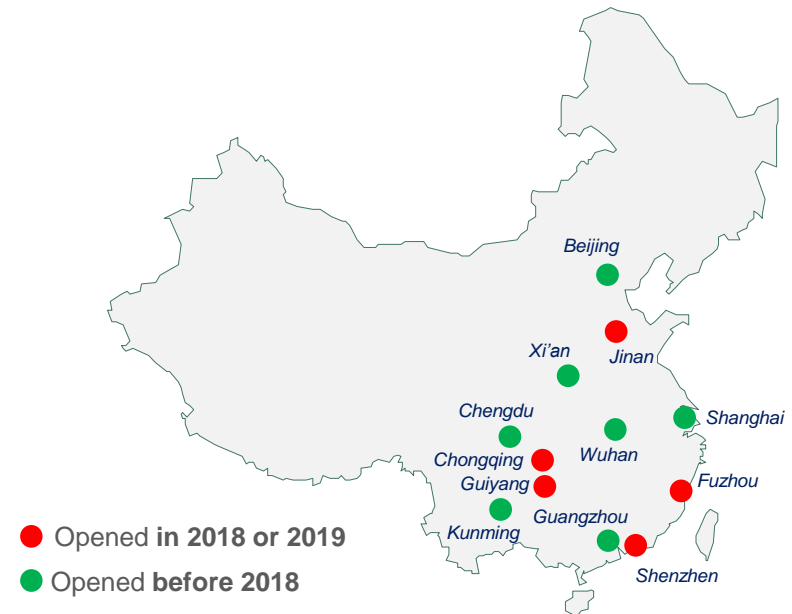 Beijing
Jinan
Xi'an
Shanghai
Chengdu
Wuhan
Chongqing
Guiyang
Fuzhou
Kunming
Guangzhou
Shenzhen
Opened in 2018 or 2019
Opened before 2018